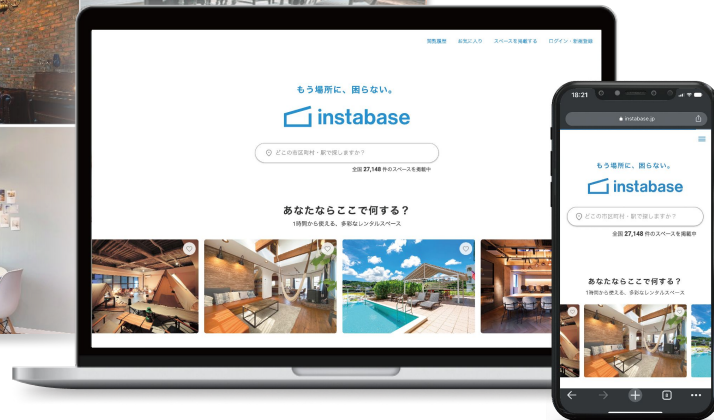 閲覧履歴 お気に入り スペースを掲載する ログイン・新規登録
もう場所に、困らない。
instabase
どこの市区町村・駅で探しますか？
全国 27,148 件のスペースを掲載中
あなたならここで何する？
1時間から使える、多彩なレンタルスペース
18:21
instabase.jp
もう場所に、困らない。
instabase
どこの市区町村・駅で探しますか？
全国 27,148 件のスペースを掲載中
あなたならここで何する？
1時間から使える、多彩なレンタルスペース